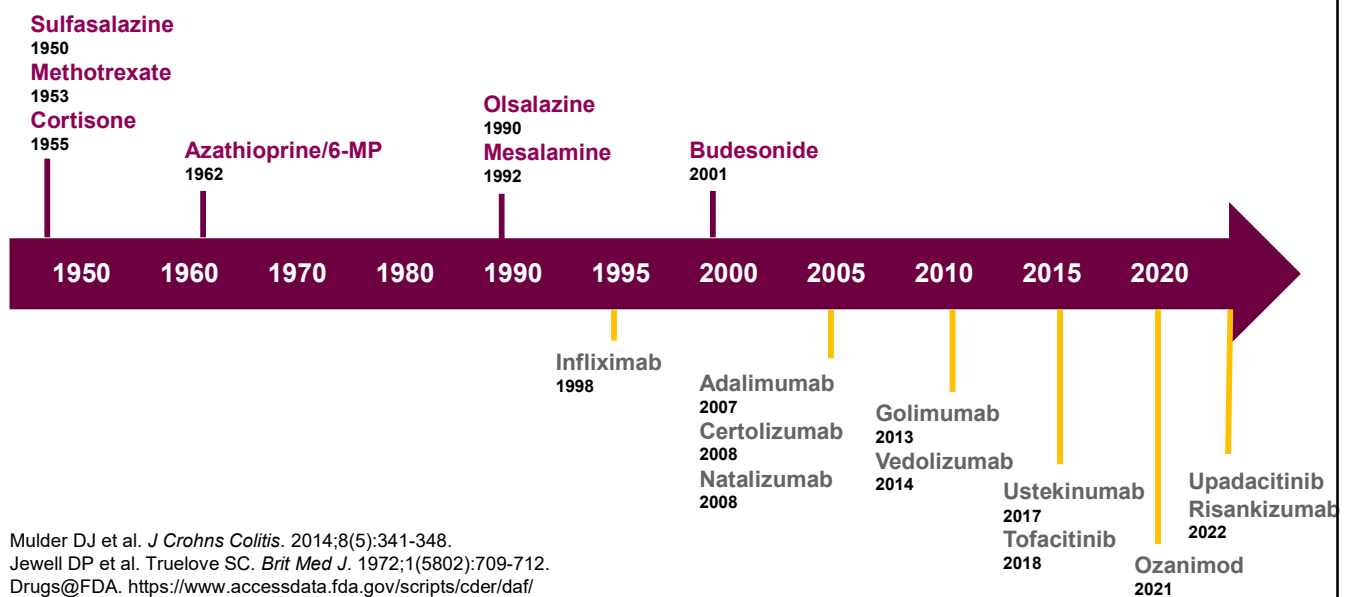 Sulfasalazine
1950
Methotrexate
1953
Cortisone
1955
Azathioprine/6-MP
1962
Olsalazine
1990
Mesalamine
1992
Budesonide
2001
1950 1960 1970 1980 1990 1995 2000 2005 2010 2015 2020
Infliximab
1998
Adalimumab
2007
Certolizumab
2008
Natalizumab
2008
Golimumab
2013
Vedolizumab
2014
Ustekinumab
2017
Tofacitinib
2018
Ozanimod
2021
Upadacitinib
Risankizumab
2022
Mulder DJ et al. J Crohns Colitis. 2014;8(5):341-348.
Jewell DP et al. Truelove SC. Brit Med J. 1972;1(5802):709-712.
Drugs@FDA. https://www.accessdata.fda.gov/scripts/cder/daf/